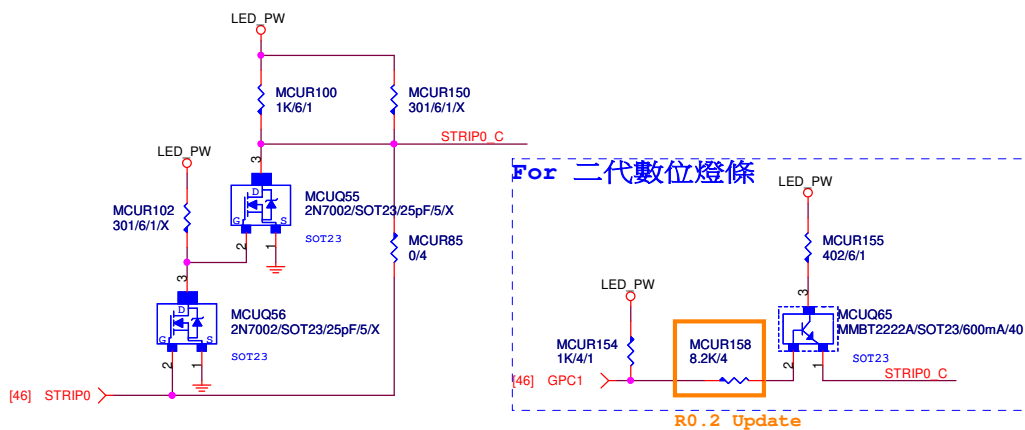 LED_PW
MCUR100
1K/6/1
MCUR150
301/6/1/X
STRIP0_C
LED_PW
MCUR102
301/6/1/X
3
D
G
S
2
1
MCUQ55
2N7002/SOT23/25pF/5/X
SOT23
MCUR85
0/4
3
D
G
S
2
1
MCUQ56
2N7002/SOT23/25pF/5/X
SOT23
[46] STRIP0
For 二代數位燈條
LED_PW
MCUR155
402/6/1
LED_PW
MCUR154
1K/4/1
MCUR158
8.2K/4
3
MCUQ65
MMBT2222A/SOT23/600mA/40
SOT23
2
1
[46] GPC1
STRIP0_C
R0.2 Update